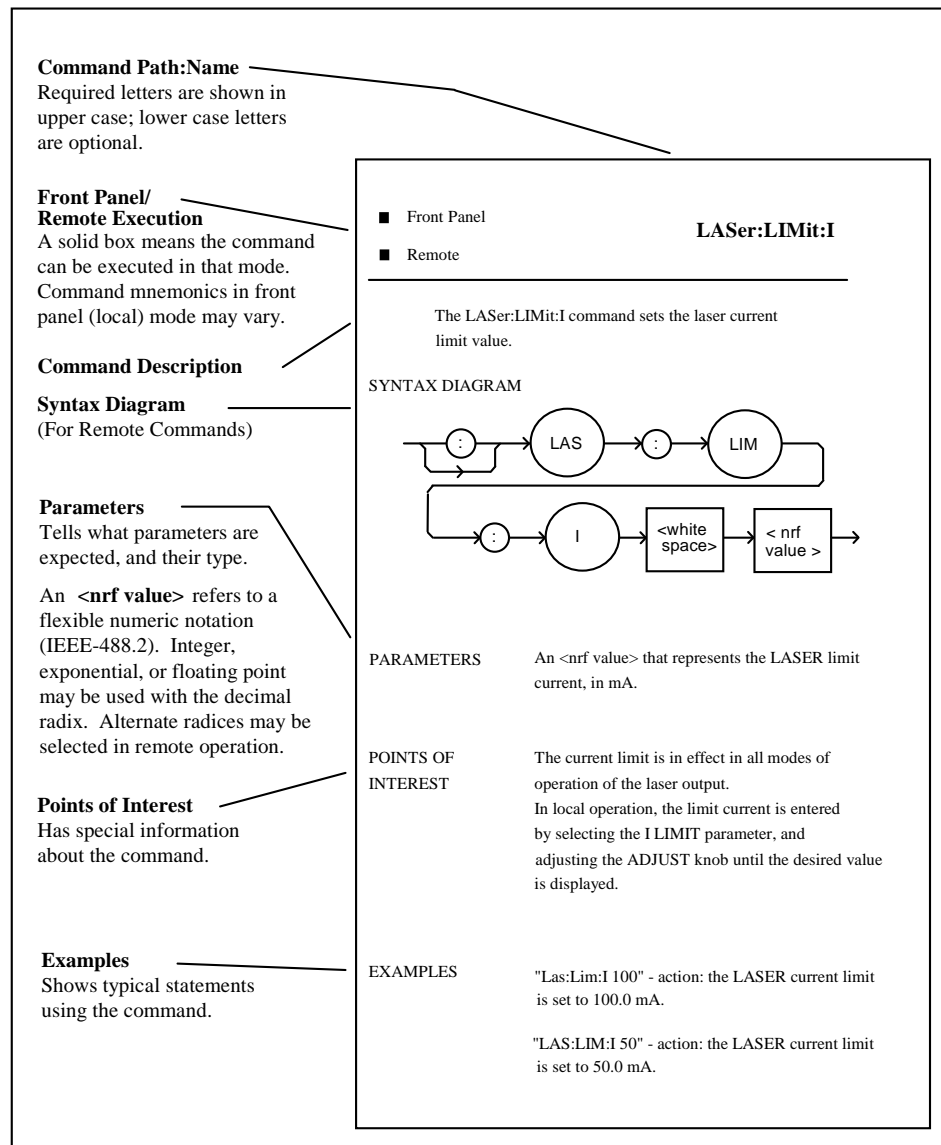 Command Path:Name
Required letters are shown in
upper case; lower case letters
are optional.
Front Panel/
Remote Execution
A solid box means the command
can be executed in that mode.
Command mnemonics in front
panel (local) mode may vary.
Command Description
Syntax Diagram
(For Remote Commands)
Parameters
Tells what parameters are
expected, and their type.
An <nrf value> refers to a
flexible numeric notation
(IEEE-488.2). Integer,
exponential, or floating point
may be used with the decimal
radix. Alternate radices may be
selected in remote operation.
Points of Interest
Has special information
about the command.
Examples
Shows typical statements
using the command.
Front Panel
Remote
LASer:LIMit:I
The LASer:LIMit:I command sets the laser current
limit value.
SYNTAX DIAGRAM
: LAS : LIM
: I <white space> < nrf value >
PARAMETERS
An <nrf value> that represents the LASER limit
current, in mA.
POINTS OF
INTEREST
The current limit is in effect in all modes of
operation of the laser output.
In local operation, the limit current is entered
by selecting the I LIMIT parameter, and
adjusting the ADJUST knob until the desired value
is displayed.
EXAMPLES
"Las:Lim:I 100" - action: the LASER current limit
is set to 100.0 mA.
"LAS:LIM:I 50" - action: the LASER current limit
is set to 50.0 mA.